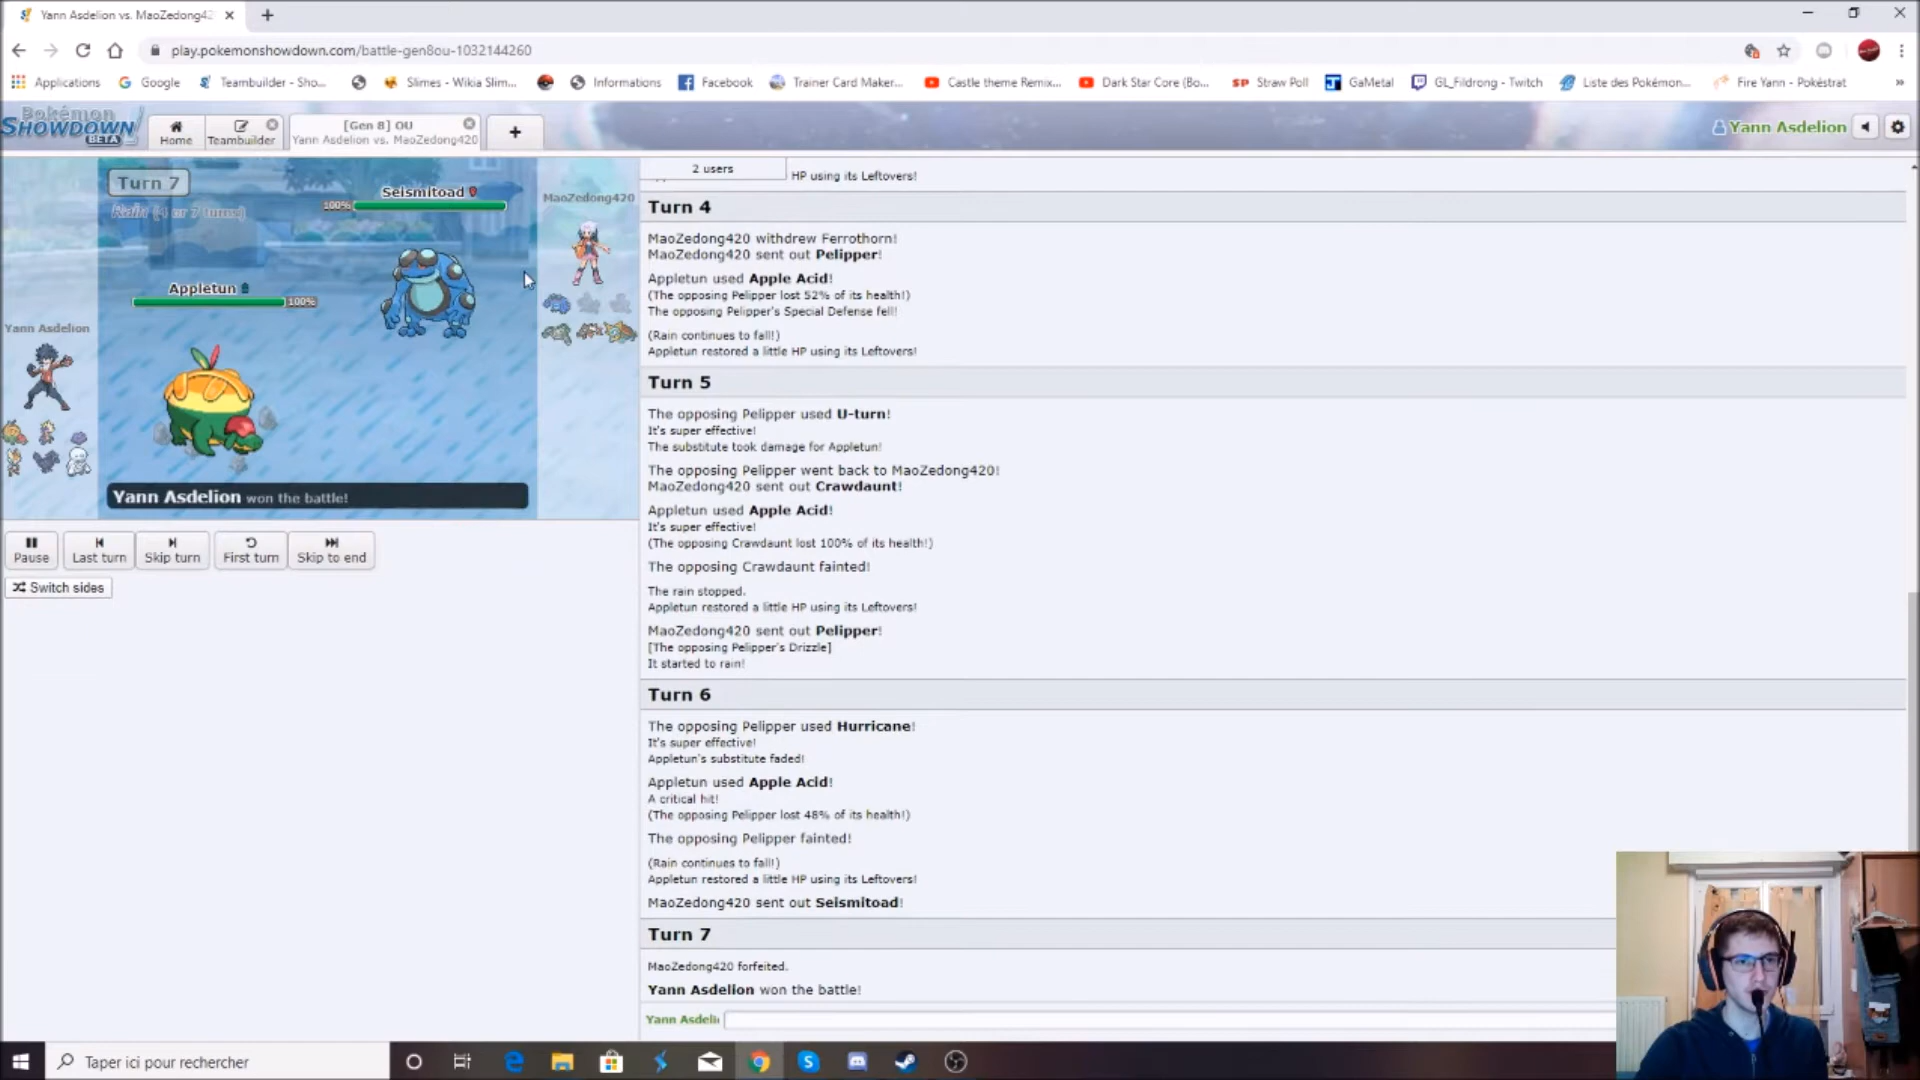 Yann Asdelion vs. MaoZedong42
play.pokemonshowdown.com/battle-gen8ou-1032144260
Applications
Google
Teambuilder - Sho...
Slimes - Wikia Slim...
Informations
Facebook
Trainer Card Maker...
Castle theme Remix...
Dark Star Core (Bo...
SP Straw Poll
GaMetal
GL_Fildrong - Twitch
Liste des Pokémon...
Fire Yann - Pokéstrat
»
Pokémon
SHOWDOWN
BETA
Home
Teambuilder
[Gen 8] OU
Yann Asdelion vs. MaoZedong420
Yann Asdelion
Turn 7
Rain (4 or 7 turns)
Seismitoad
100%
Appletun
100%
MaoZedong420
Yann Asdelion
Yann Asdelion won the battle!
Pause
Last turn
Skip turn
First turn
Skip to end
Switch sides
2 users
HP using its Leftovers!
Turn 4
MaoZedong420 withdrew Ferrothorn!
MaoZedong420 sent out Pelipper!
Appletun used Apple Acid!
(The opposing Pelipper lost 52% of its health!)
The opposing Pelipper's Special Defense fell!
(Rain continues to fall!)
Appletun restored a little HP using its Leftovers!
Turn 5
The opposing Pelipper used U-turn!
It's super effective!
The substitute took damage for Appletun!
The opposing Pelipper went back to MaoZedong420!
MaoZedong420 sent out Crawdaunt!
Appletun used Apple Acid!
It's super effective!
(The opposing Crawdaunt lost 100% of its health!)
The opposing Crawdaunt fainted!
The rain stopped.
Appletun restored a little HP using its Leftovers!
MaoZedong420 sent out Pelipper!
[The opposing Pelipper's Drizzle]
It started to rain!
Turn 6
The opposing Pelipper used Hurricane!
It's super effective!
Appletun's substitute faded!
Appletun used Apple Acid!
A critical hit!
(The opposing Pelipper lost 48% of its health!)
The opposing Pelipper fainted!
(Rain continues to fall!)
Appletun restored a little HP using its Leftovers!
MaoZedong420 sent out Seismitoad!
Turn 7
MaoZedong420 forfeited.
Yann Asdelion won the battle!
Yann Asdeli
Taper ici pour rechercher